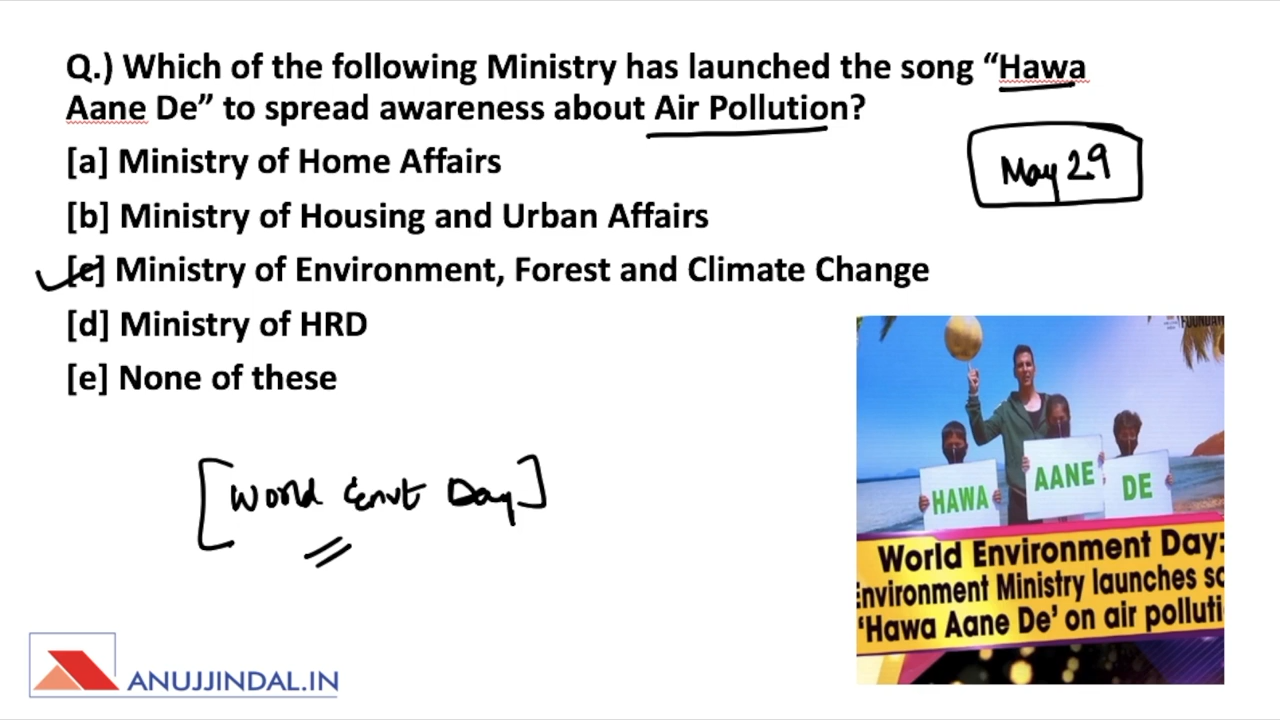 Q.) Which of the following Ministry has launched the song “Hawa
Aane De” to spread awareness about Air Pollution?
[a] Ministry of Home Affairs
May 29
[b] Ministry of Housing and Urban Affairs
[c] Ministry of Environment, Forest and Climate Change
[d] Ministry of HRD
[e] None of these
[World Envt Day]
HAWA
AANE
DE
World Environment Day:
Environment Ministry launches so
‘Hawa Aane De’ on air polluti
ANUJJINDAL.IN